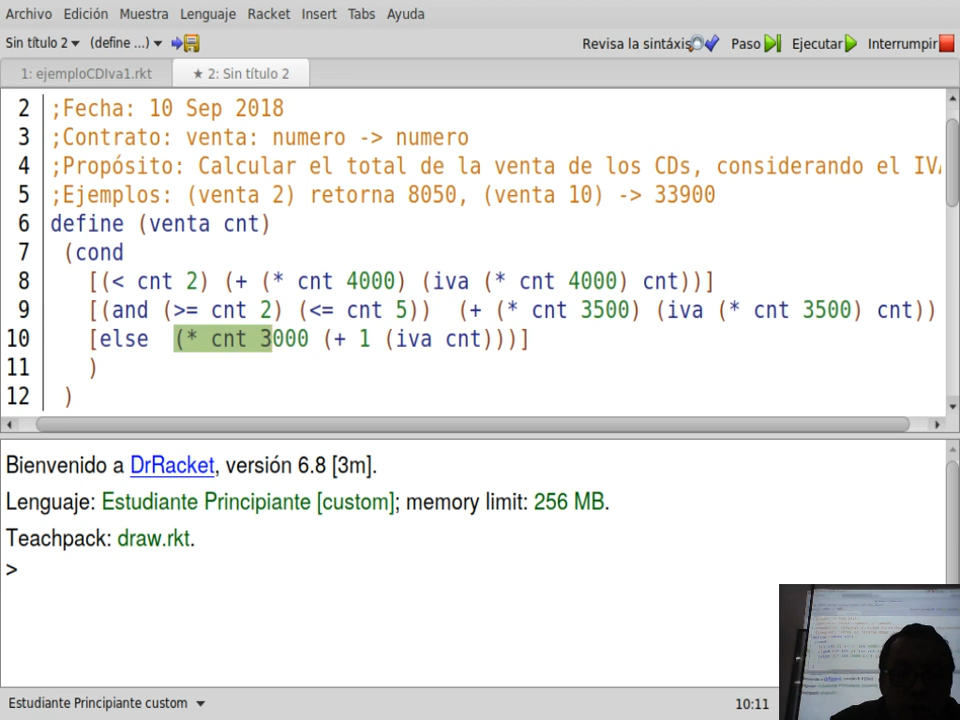 Archivo Edición Muestra Lenguaje Racket Insert Tabs Ayuda
Sin título 2 (define ...) Revisa la sintáxis Paso Ejecutar Interrumpir
1: ejemploCDIva1.rkt ★ 2: Sin título 2
2 ;Fecha: 10 Sep 2018
3 ;Contrato: venta: numero -> numero
4 ;Propósito: Calcular el total de la venta de los CDs, considerando el IVA
5 ;Ejemplos: (venta 2) retorna 8050, (venta 10) -> 33900
6 define (venta cnt)
7 (cond
8 [(< cnt 2) (+ (* cnt 4000) (iva (* cnt 4000) cnt))]
9 [(and (>= cnt 2) (<= cnt 5)) (+ (* cnt 3500) (iva (* cnt 3500) cnt))
10 [else (* cnt 3000 (+ 1 (iva cnt)))]
11 )
12 )
Bienvenido a DrRacket, versión 6.8 [3m].
Lenguaje: Estudiante Principiante [custom]; memory limit: 256 MB.
Teachpack: draw.rkt.
>
Estudiante Principiante custom 10:11